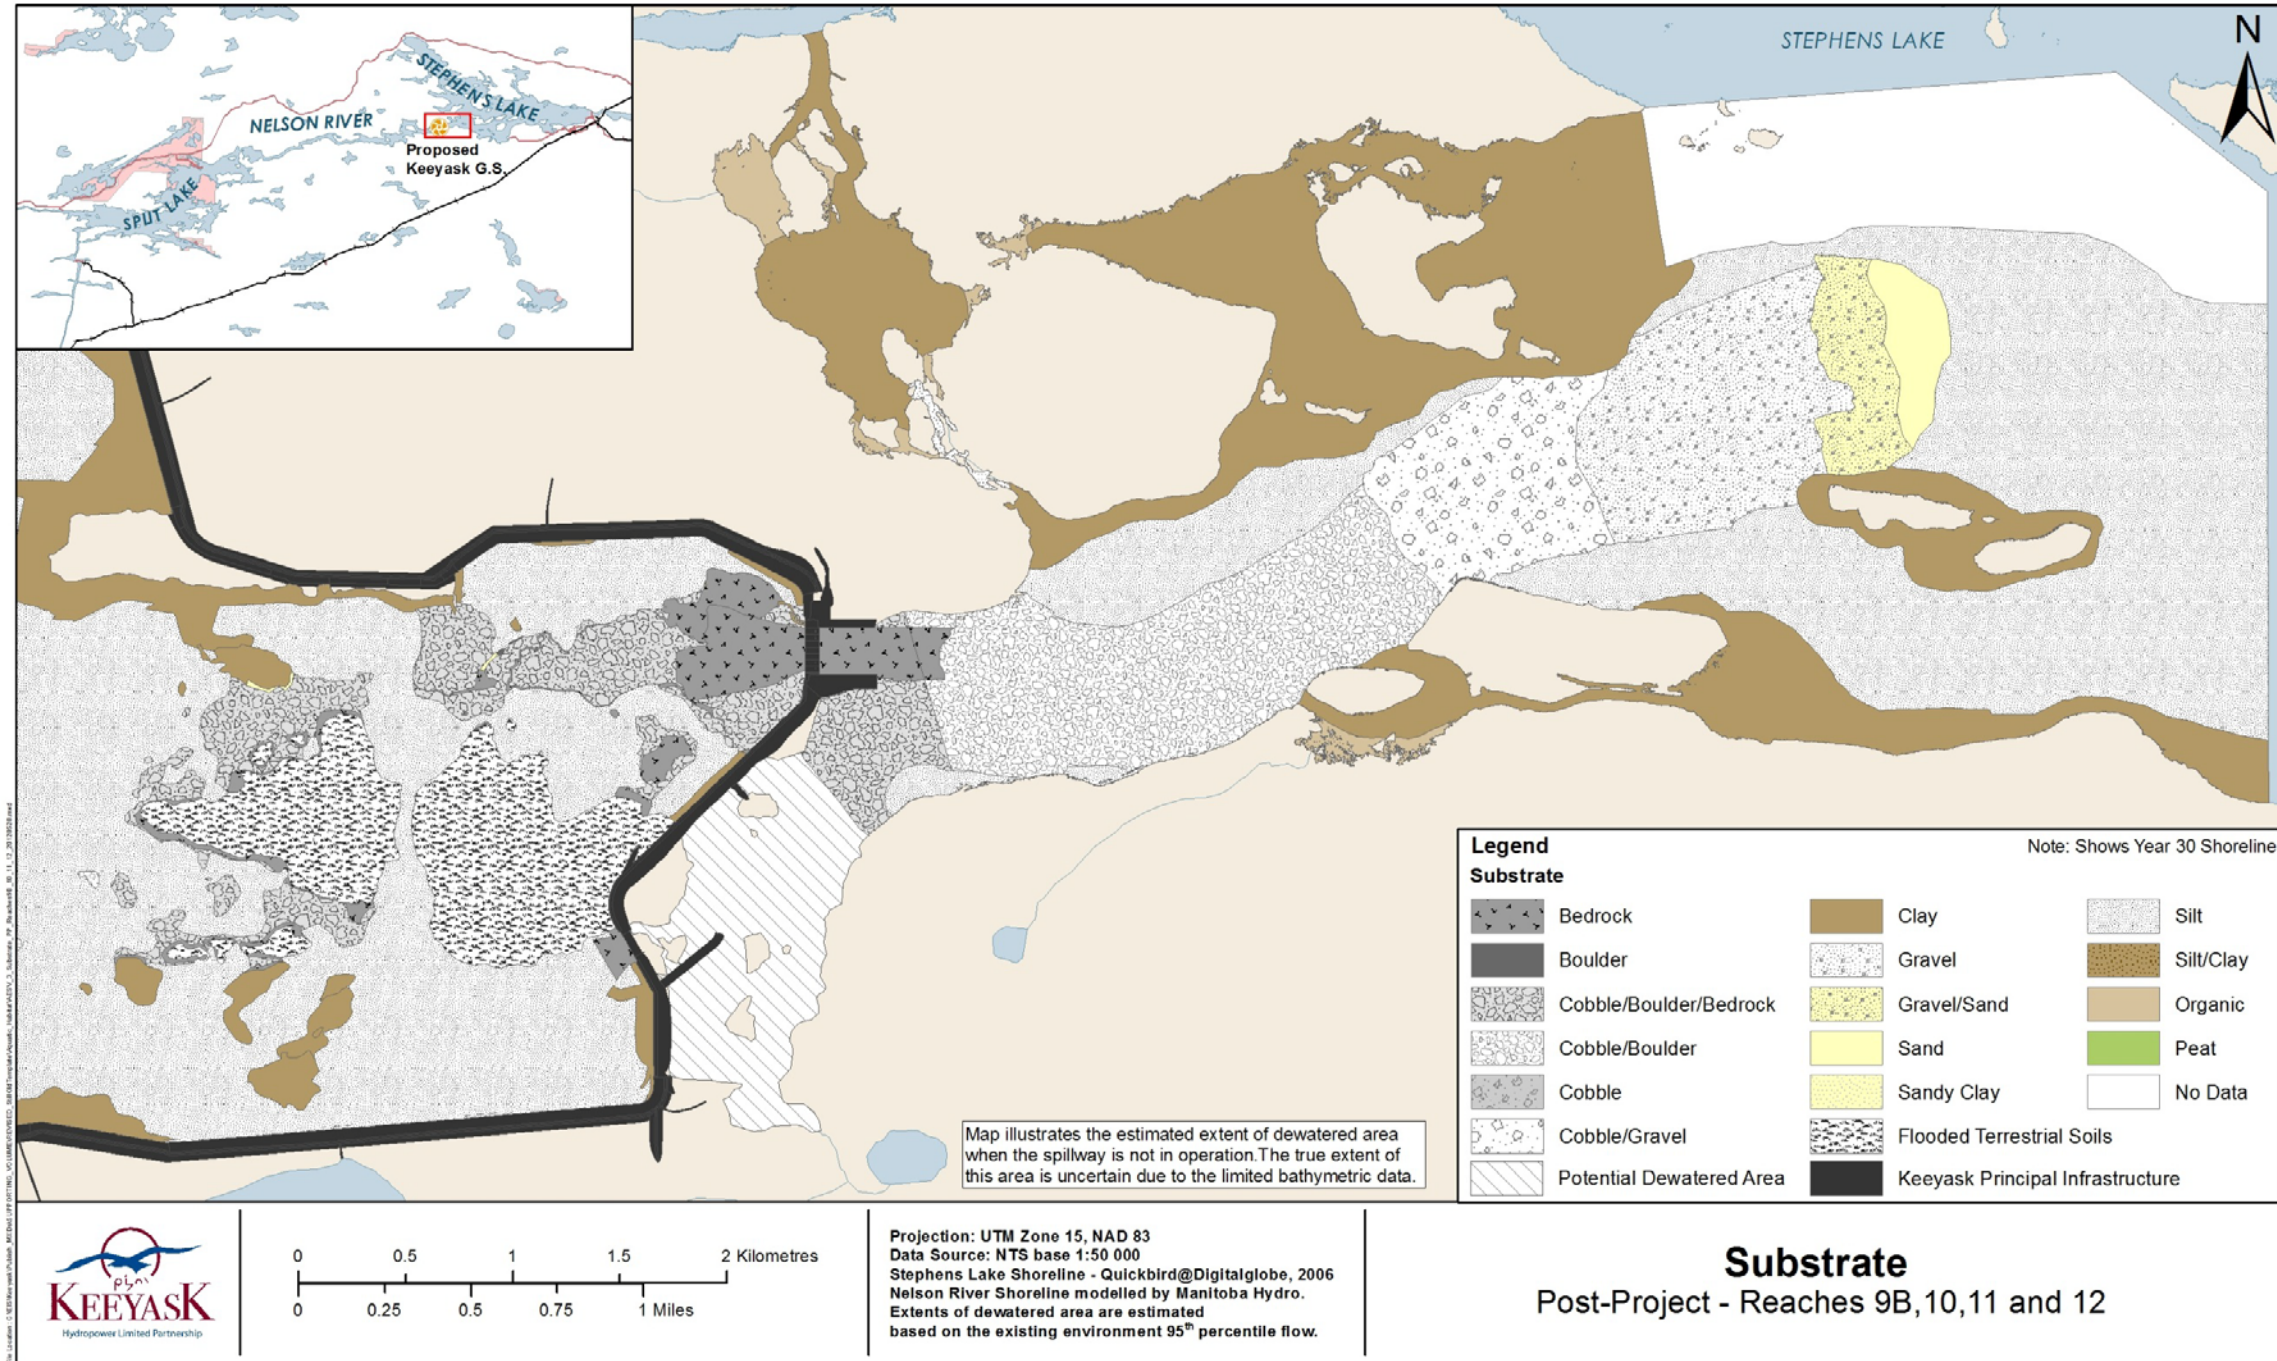 STEPHENS LAKE
NELSON RIVER
Proposed
Keeyask G.S.
SPLIT LAKE
STEPHENS LAKE
N
Legend
Note: Shows Year 30 Shoreline
Substrate
Bedrock
Boulder
Cobble/Boulder/Bedrock
Cobble/Boulder
Cobble
Cobble/Gravel
Potential Dewatered Area
Clay
Gravel
Gravel/Sand
Sand
Sandy Clay
Flooded Terrestrial Soils
Keeyask Principal Infrastructure
Silt
Silt/Clay
Organic
Peat
No Data
Map illustrates the estimated extent of dewatered area
when the spillway is not in operation.The true extent of
this area is uncertain due to the limited bathymetric data.
KEEYASK
Hydropower Limited Partnership
0 0.5 1 1.5 2 Kilometres
0 0.25 0.5 0.75 1 Miles
Projection: UTM Zone 15, NAD 83
Data Source: NTS base 1:50 000
Stephens Lake Shoreline - Quickbird@Digitalglobe, 2006
Nelson River Shoreline modelled by Manitoba Hydro.
Extents of dewatered area are estimated
based on the existing environment 95th percentile flow.
Substrate
Post-Project - Reaches 9B,10,11 and 12